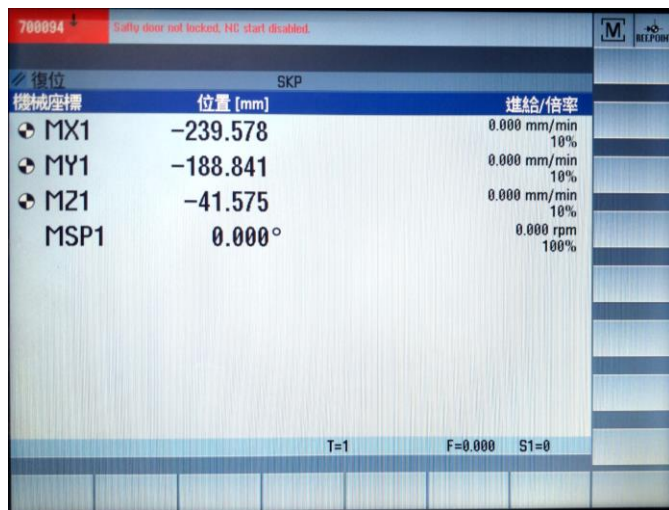 700094 Safty door not locked, NC start disabled.
M REF.POINT
復位 SKP
機械座標 位置 [mm] 進給/倍率
MX1 -239.578 0.000 mm/min
10%
MY1 -188.841 0.000 mm/min
10%
MZ1 -41.575 0.000 mm/min
10%
MSP1 0.000° 0.000 rpm
100%
T=1 F=0.000 S1=0